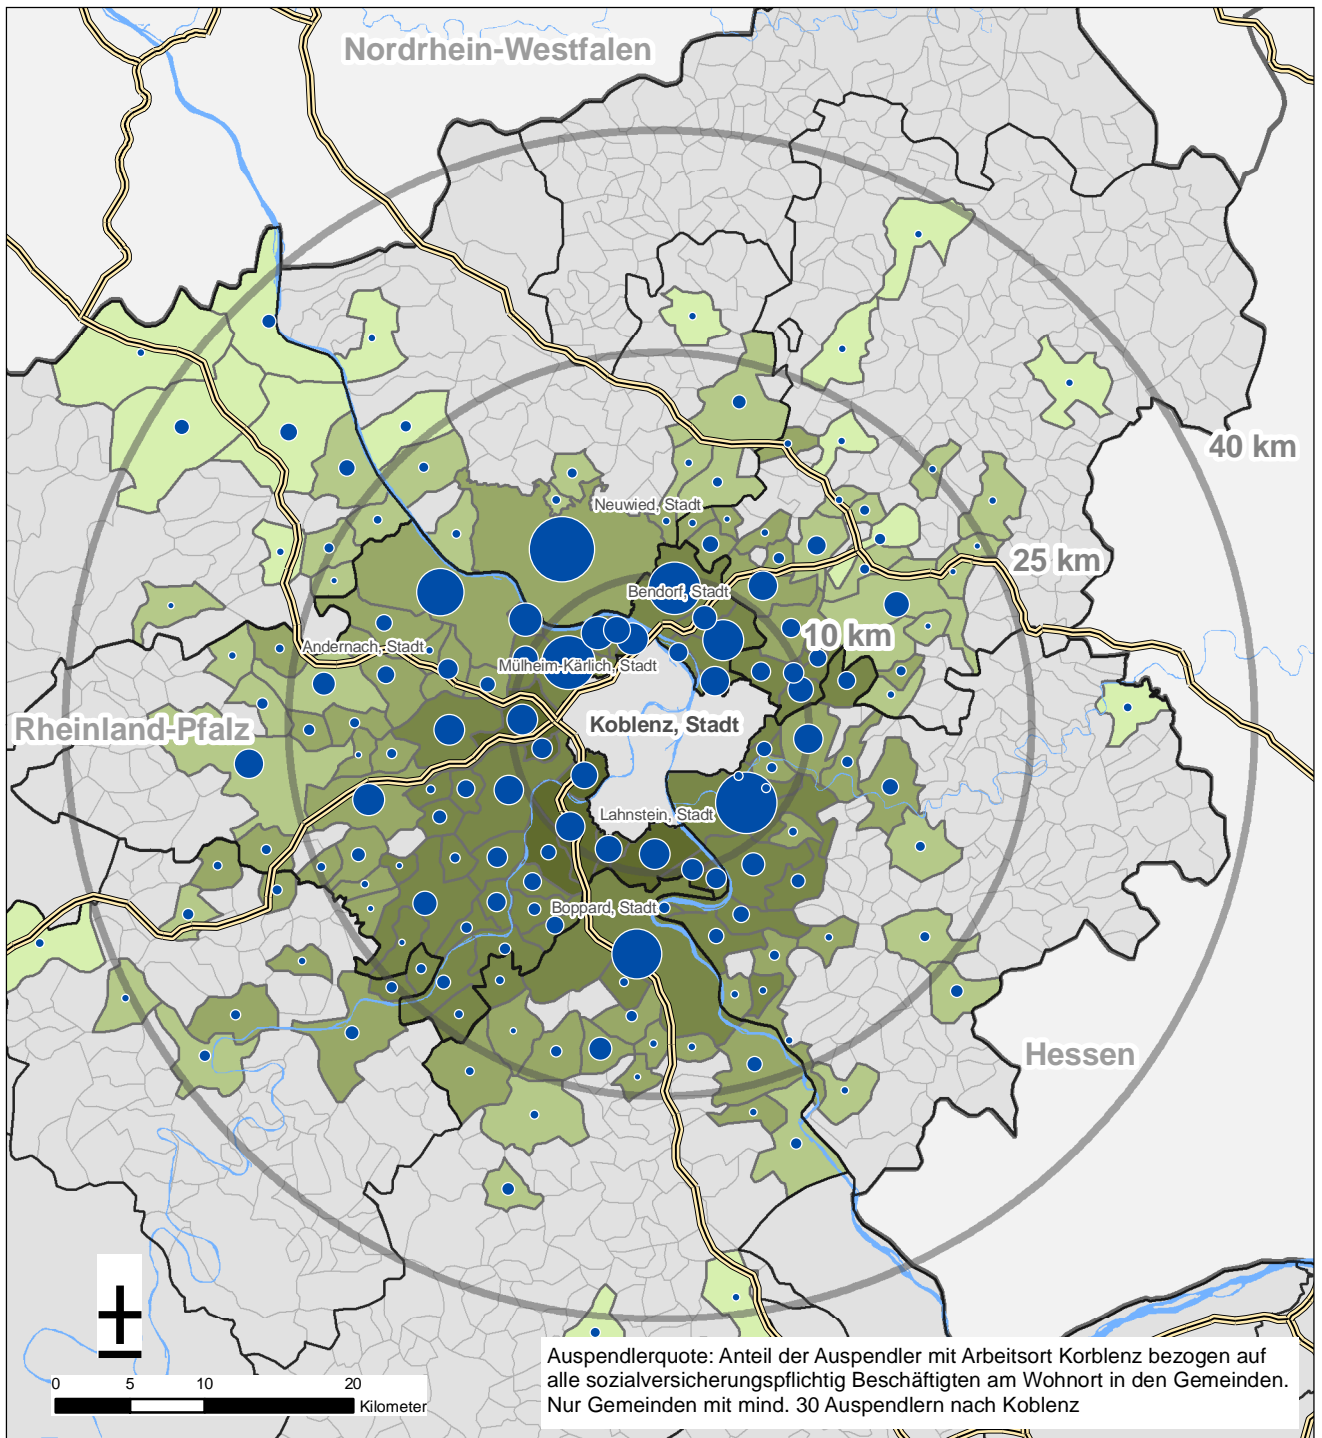 Nordrhein-Westfalen
40 km
Neuwied, Stadt
25 km
Bendorf, Stadt
10 km
Andernach, Stadt
Mülheim-Kärlich, Stadt
Rheinland-Pfalz
Koblenz, Stadt
Lahnstein, Stadt
Boppard, Stadt
Hessen
Auspendlerquote: Anteil der Auspendler mit Arbeitsort Korblenz bezogen auf
alle sozialversicherungspflichtig Beschäftigten am Wohnort in den Gemeinden.
Nur Gemeinden mit mind. 30 Auspendlern nach Koblenz
0 5 10 20
Kilometer